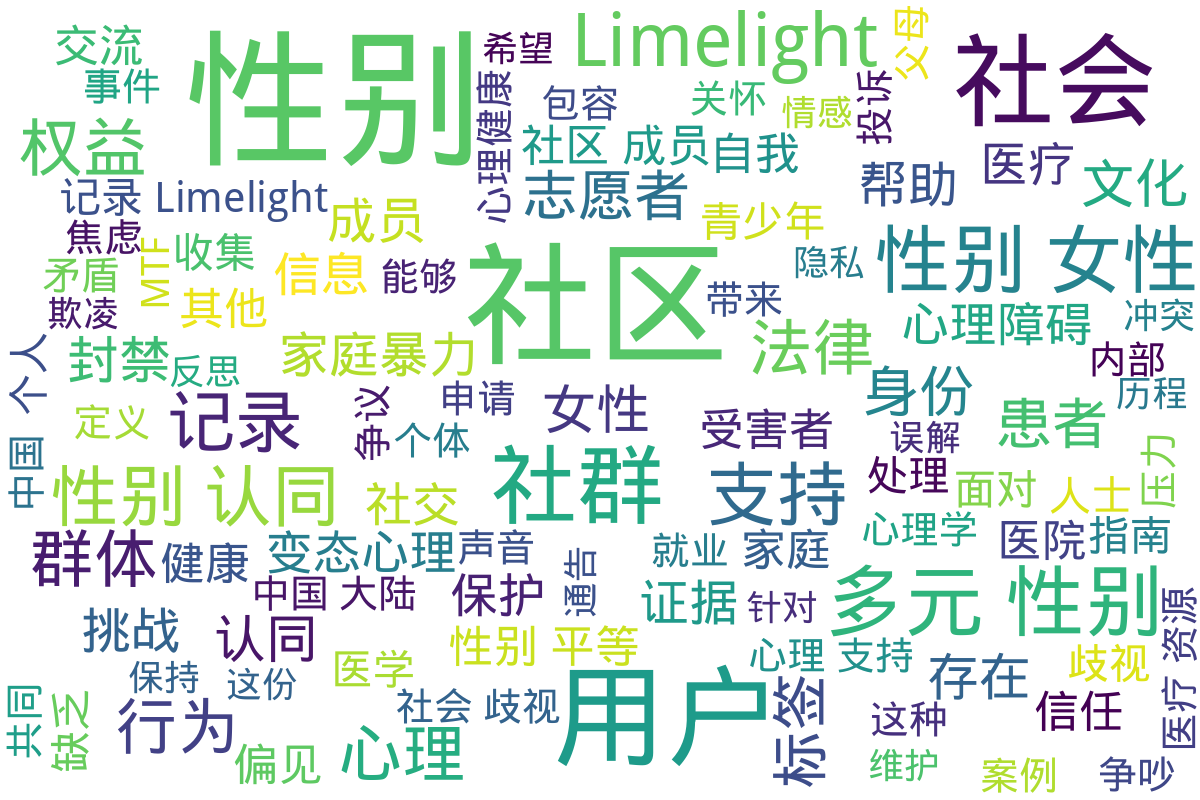 性别
Limelight
社会
交流
希望
父母
事件
心理健康
包容
关怀
情感
投诉
权益
社区 成员
自我
医疗
帮助
文化
记录 Limelight
志愿者
成员
青少年
焦虑
收集
性别 女性
MTF
矛盾
信息
能够
社区
隐私
欺凌
其他
带来
心理障碍
冲突
个人
封禁
反思
家庭暴力
法律
内部
定义
记录
争议
申请
女性
身份
历程
患者
个体
受害者
误解
中国
性别 认同
社交
社群
支持
处理
面对
人士
压力
群体
健康
变态心理
声音
通告
就业
家庭
心理学
医院
指南
中国 大陆
保护
证据
针对
多元 性别
挑战
认同
性别 平等
用户
心理 支持
歧视
医疗 资源
保持
这份
医学
存在
共同
缺乏
行为
偏见
心理
社会 歧视
标签
这种
信任
维护
案例
争吵